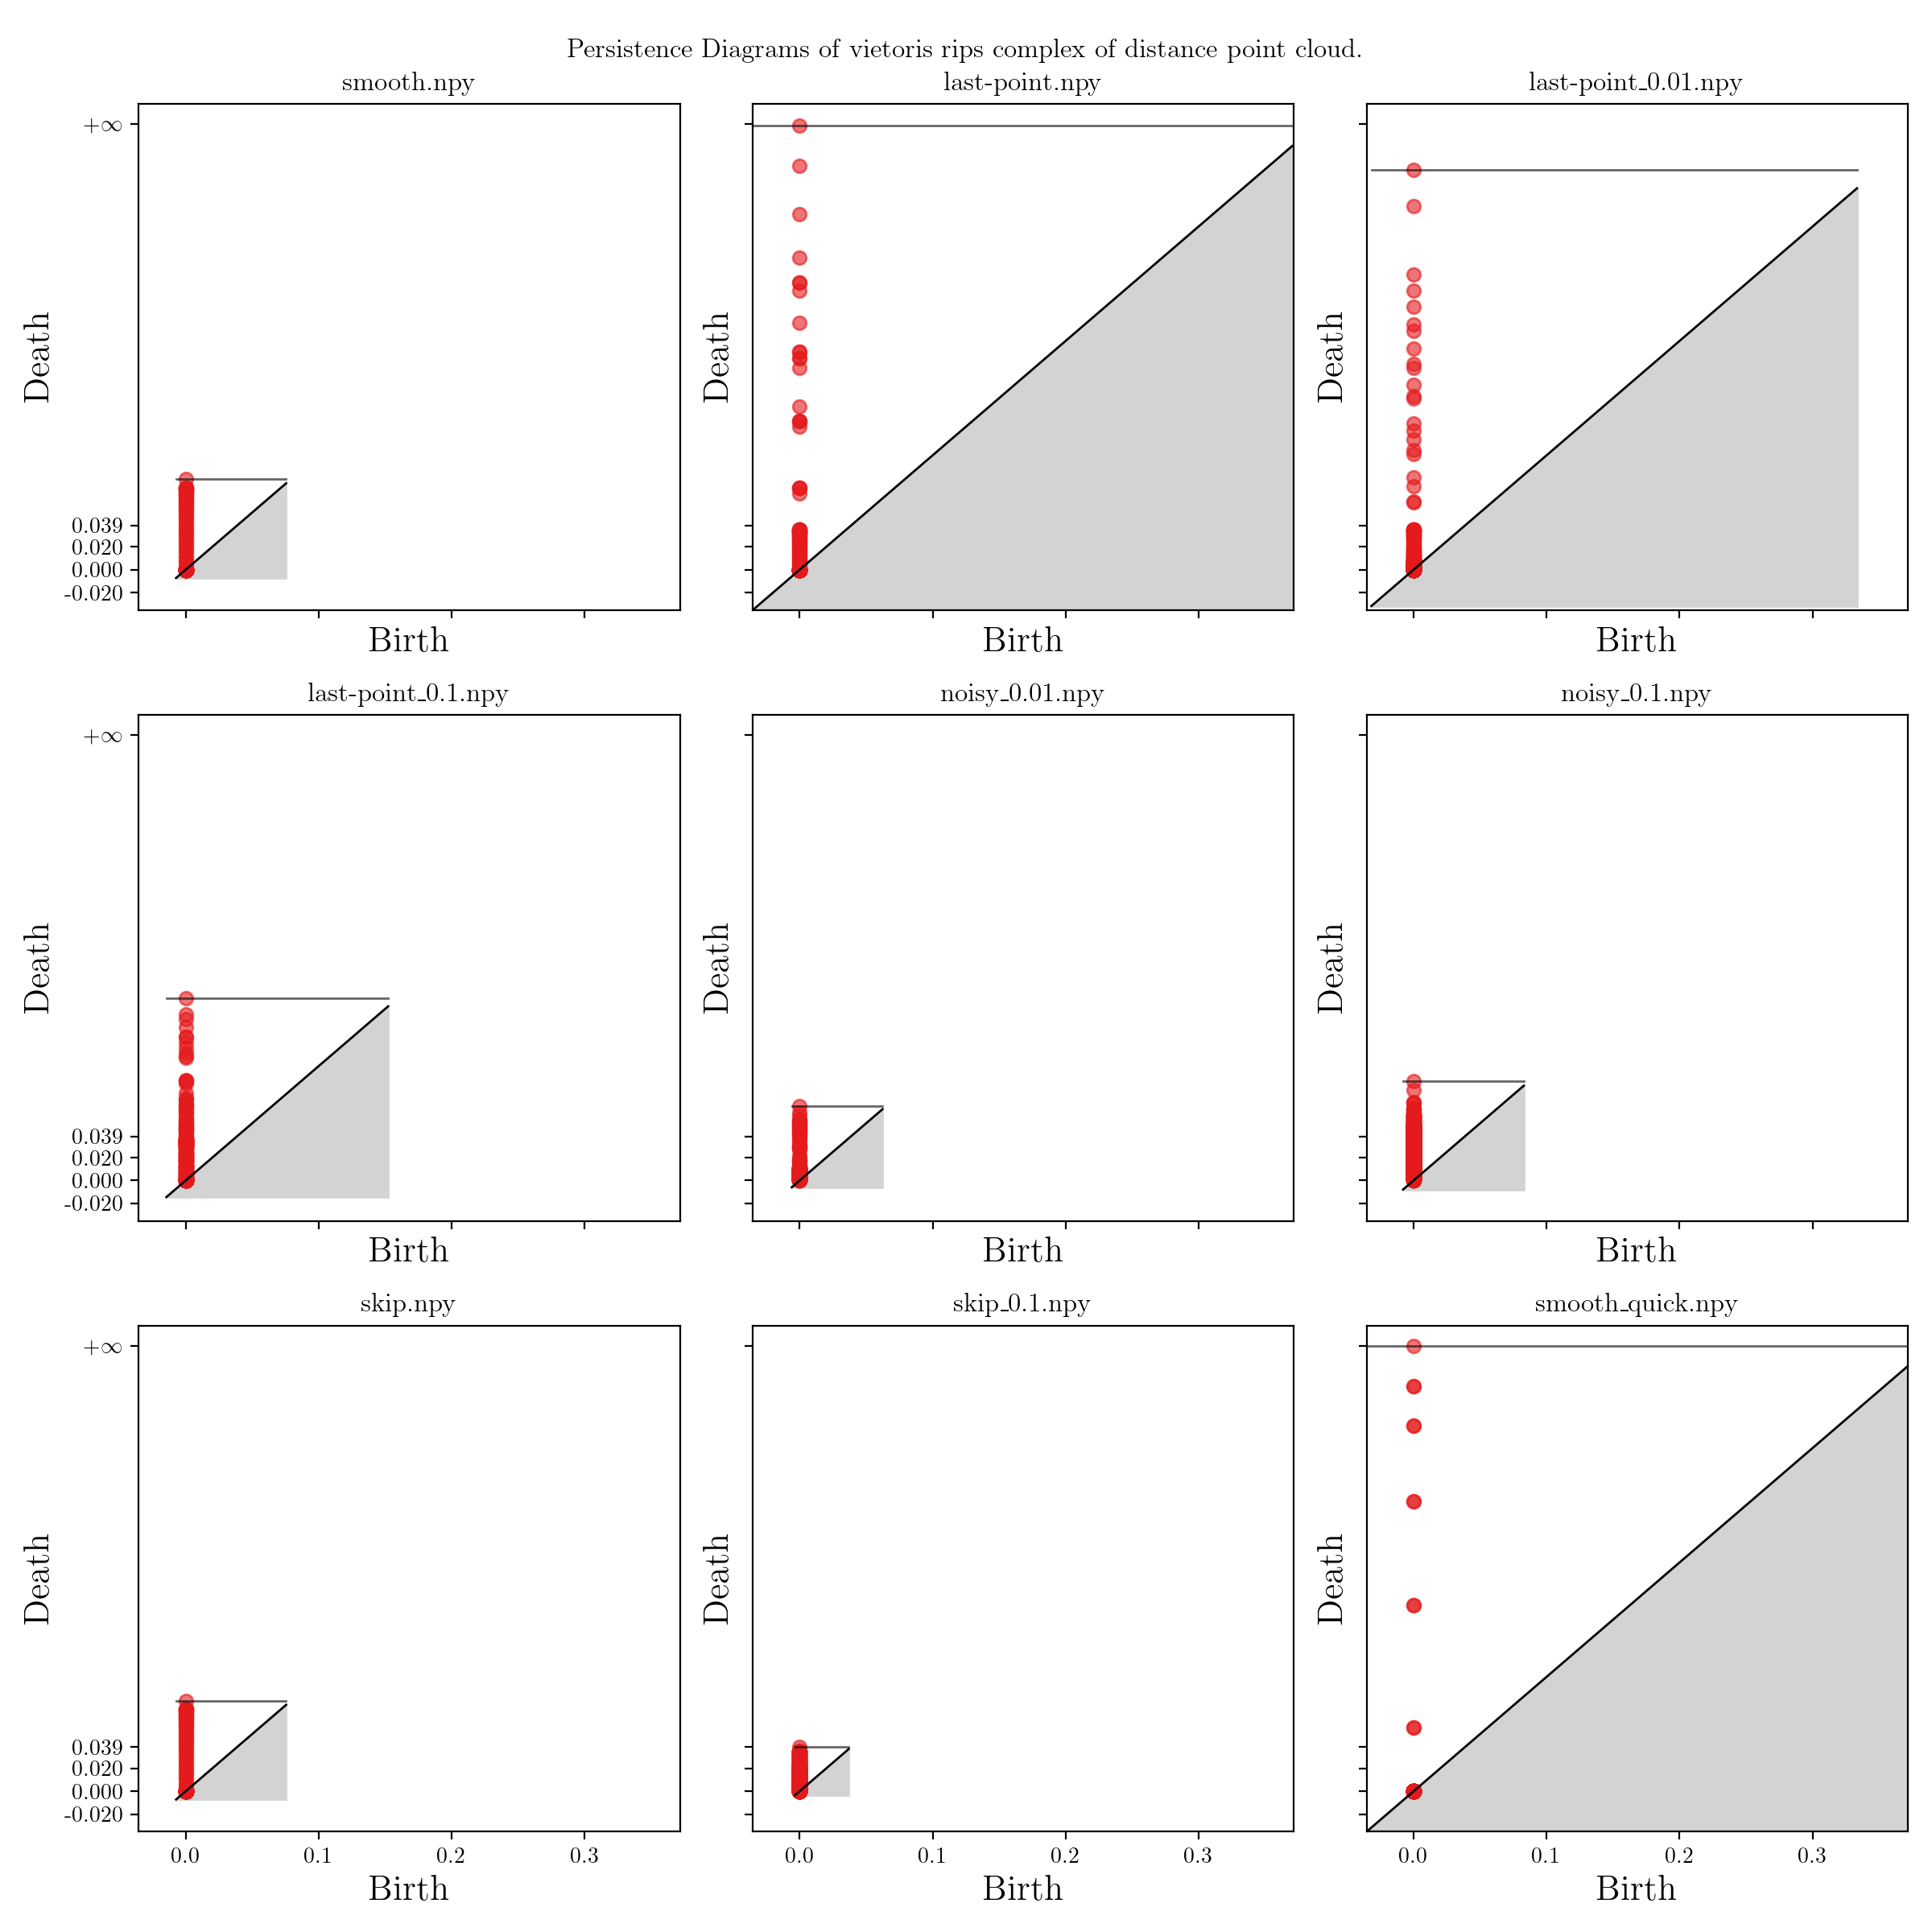 Persistence Diagrams of vietoris rips complex of distance point cloud.
smooth.npy
last-point.npy
last-point_0.01.npy
+∞
0.039
0.020
0.000
-0.020
Death
Death
Death
Birth
Birth
Birth
last-point_0.1.npy
noisy_0.01.npy
noisy_0.1.npy
+∞
0.039
0.020
0.000
-0.020
Death
Death
Death
Birth
Birth
Birth
skip.npy
skip_0.1.npy
smooth_quick.npy
+∞
0.039
0.020
0.000
-0.020
Death
Death
Death
0.0 0.1 0.2 0.3
0.0 0.1 0.2 0.3
0.0 0.1 0.2 0.3
Birth
Birth
Birth